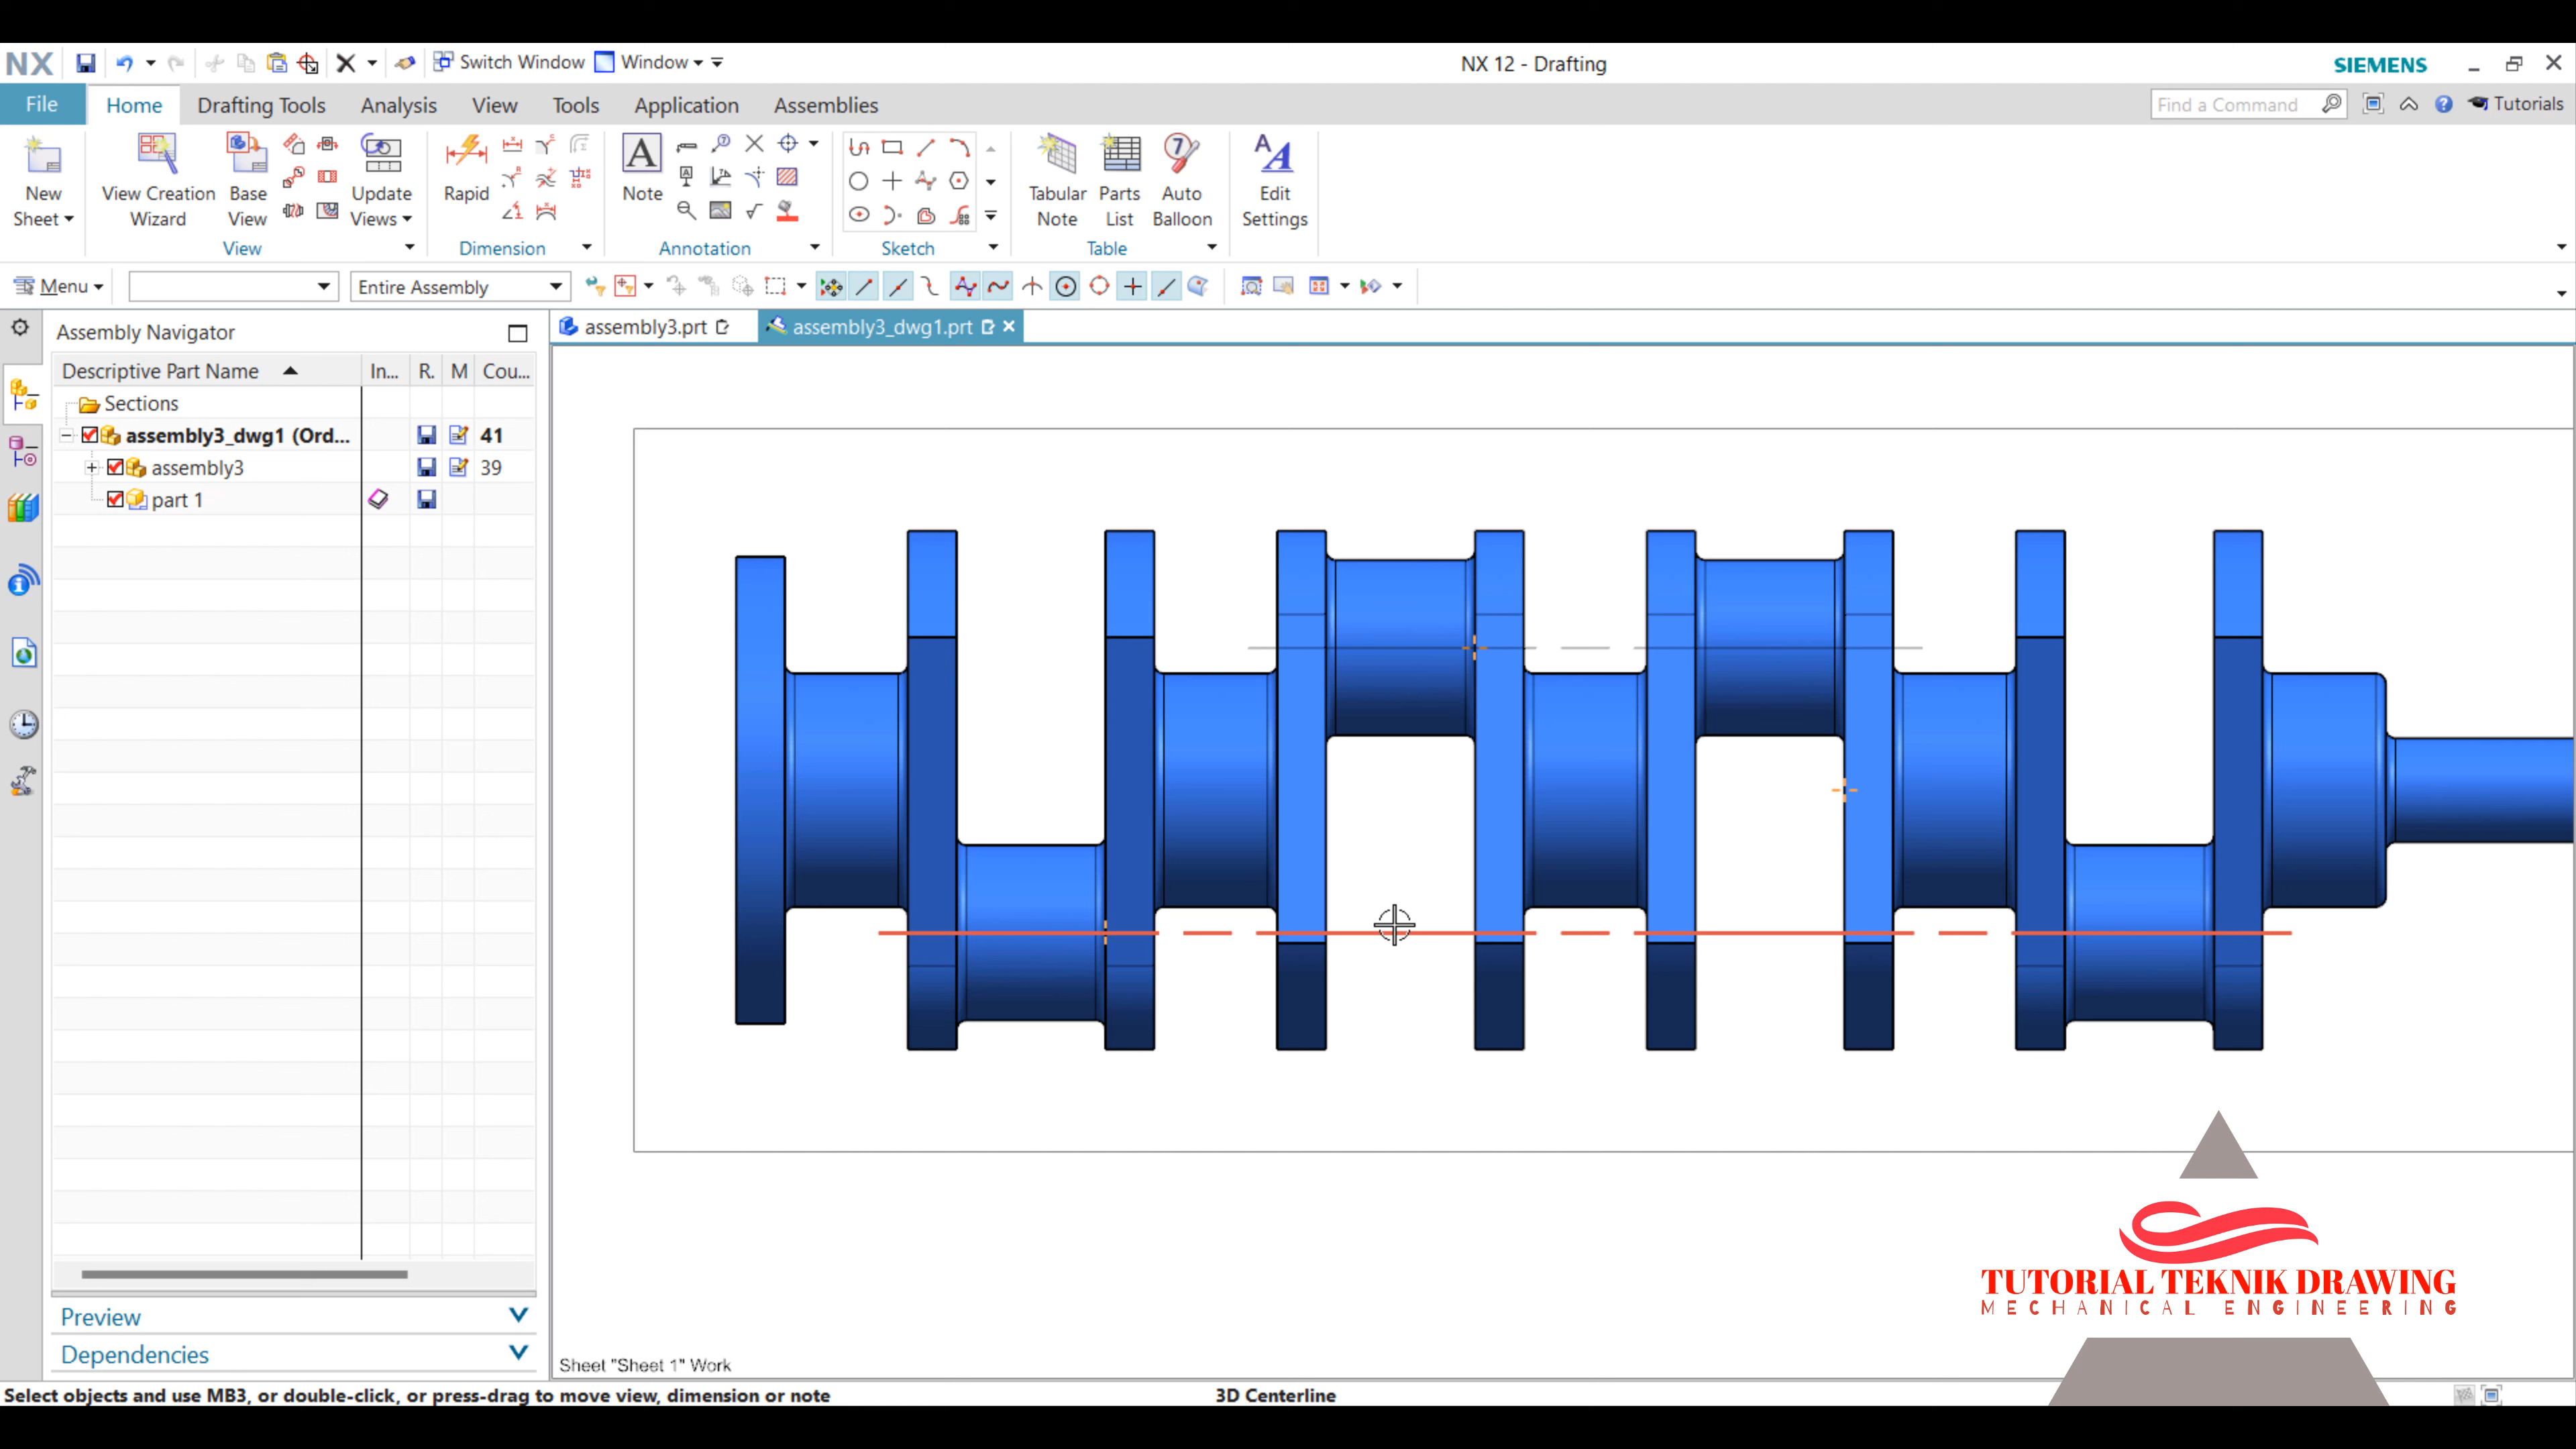 NX
Switch Window
Window
NX 12 - Drafting
SIEMENS
File
Home
Drafting Tools
Analysis
View
Tools
Application
Assemblies
Find a Command
Tutorials
New
Sheet
View Creation
Wizard
Base
View
Update
Views
Rapid
A
Note
Tabular
Note
Parts
List
7
Auto
Balloon
Edit
Settings
View
Dimension
Annotation
Sketch
Table
Menu
Entire Assembly
Assembly Navigator
assembly3.prt
assembly3_dwg1.prt
Descriptive Part Name
In...
R.
M
Cou...
Sections
assembly3_dwg1 (Ord...
41
assembly3
39
part 1
Preview
Dependencies
Sheet "Sheet 1" Work
TUTORIAL TEKNIK DRAWING
MECHANICAL ENGINEERING
Select objects and use MB3, or double-click, or press-drag to move view, dimension or note
3D Centerline